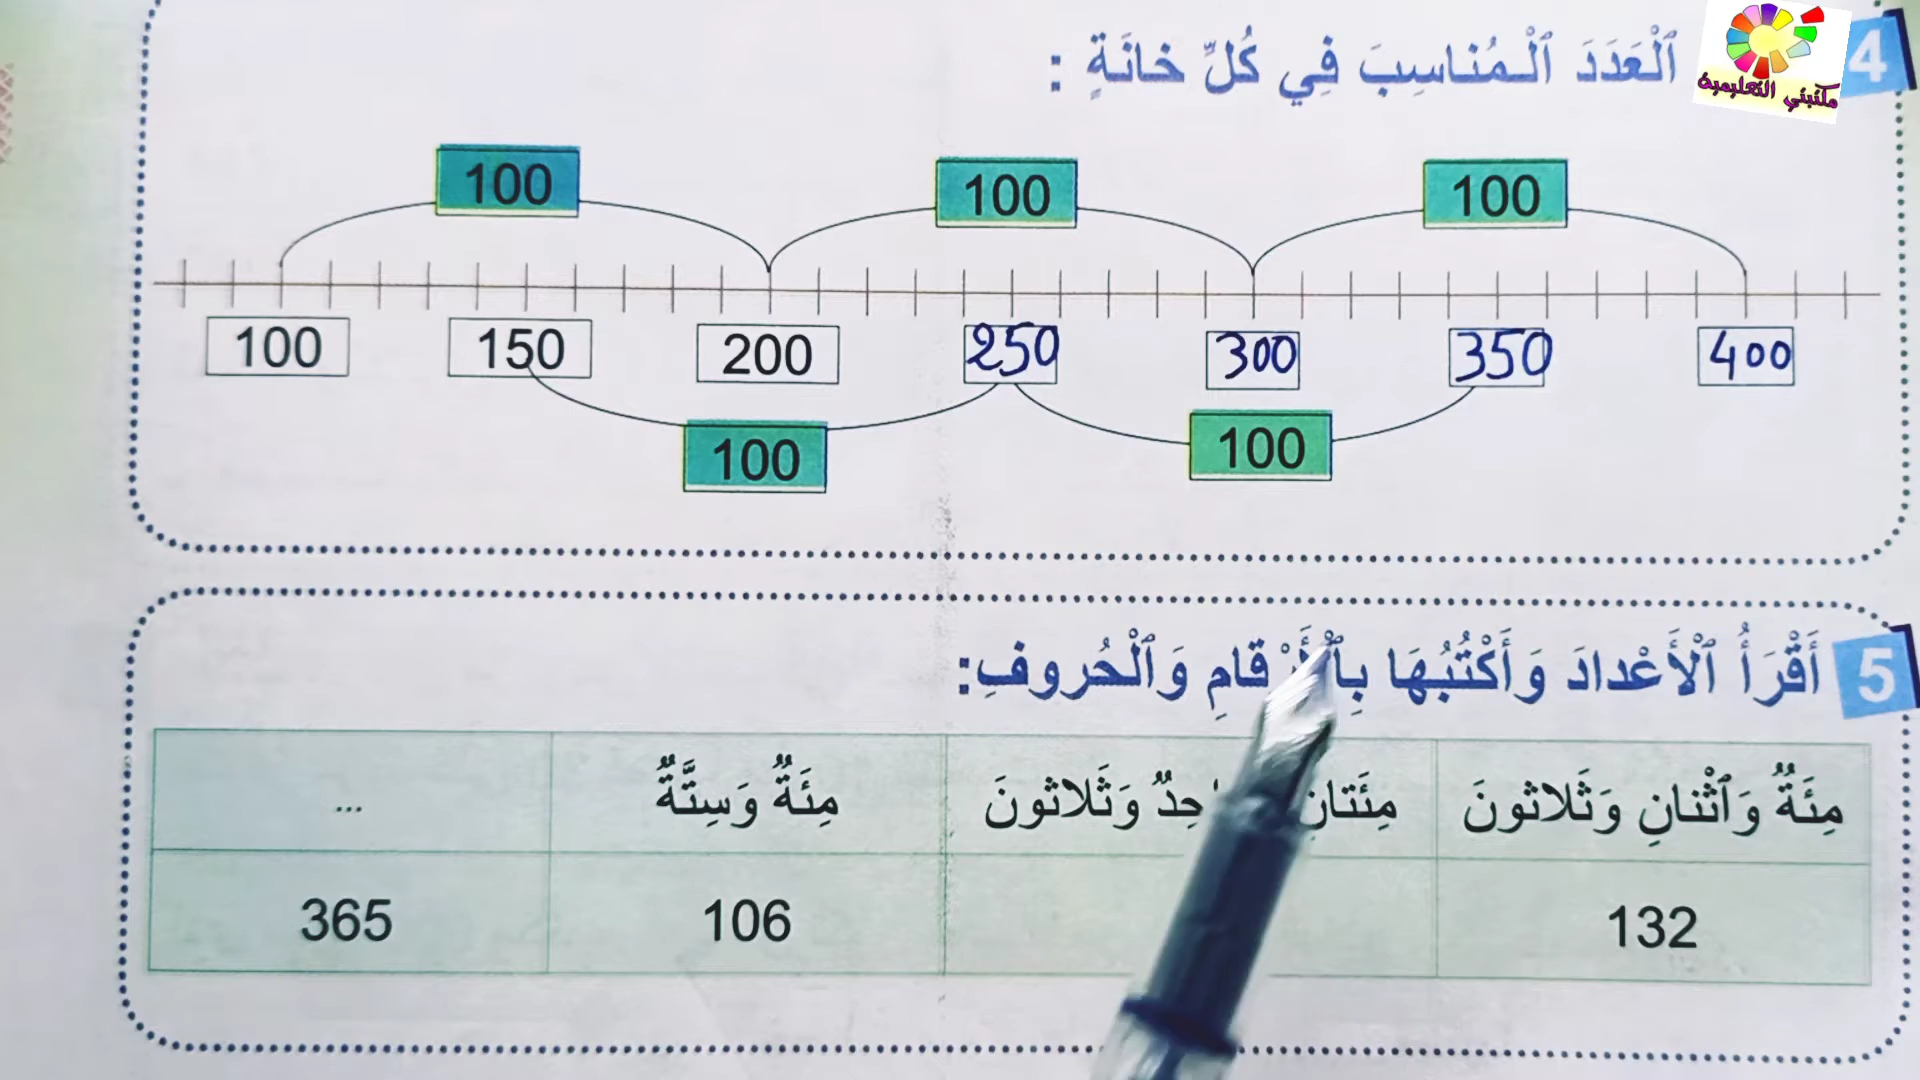 4 ٱلْعَدَدَ ٱلْمُناسِبَ فِي كُلِّ خانَةٍ :
مكتبتي التعليمية
100 100 100
100 150 200 250 300 350 400
100 100
5 أَقْرَأُ ٱلْأَعْدادَ وَأَكْتُبُهَا بِٱلْأَرْقامِ وَٱلْحُروفِ:
مِئَةٌ وَٱثْنانِ وَثَلاثونَ مِئَتانِ وَثَلاثونَ مِئَةٌ وَسِتَّةٌ ...
132 106 365